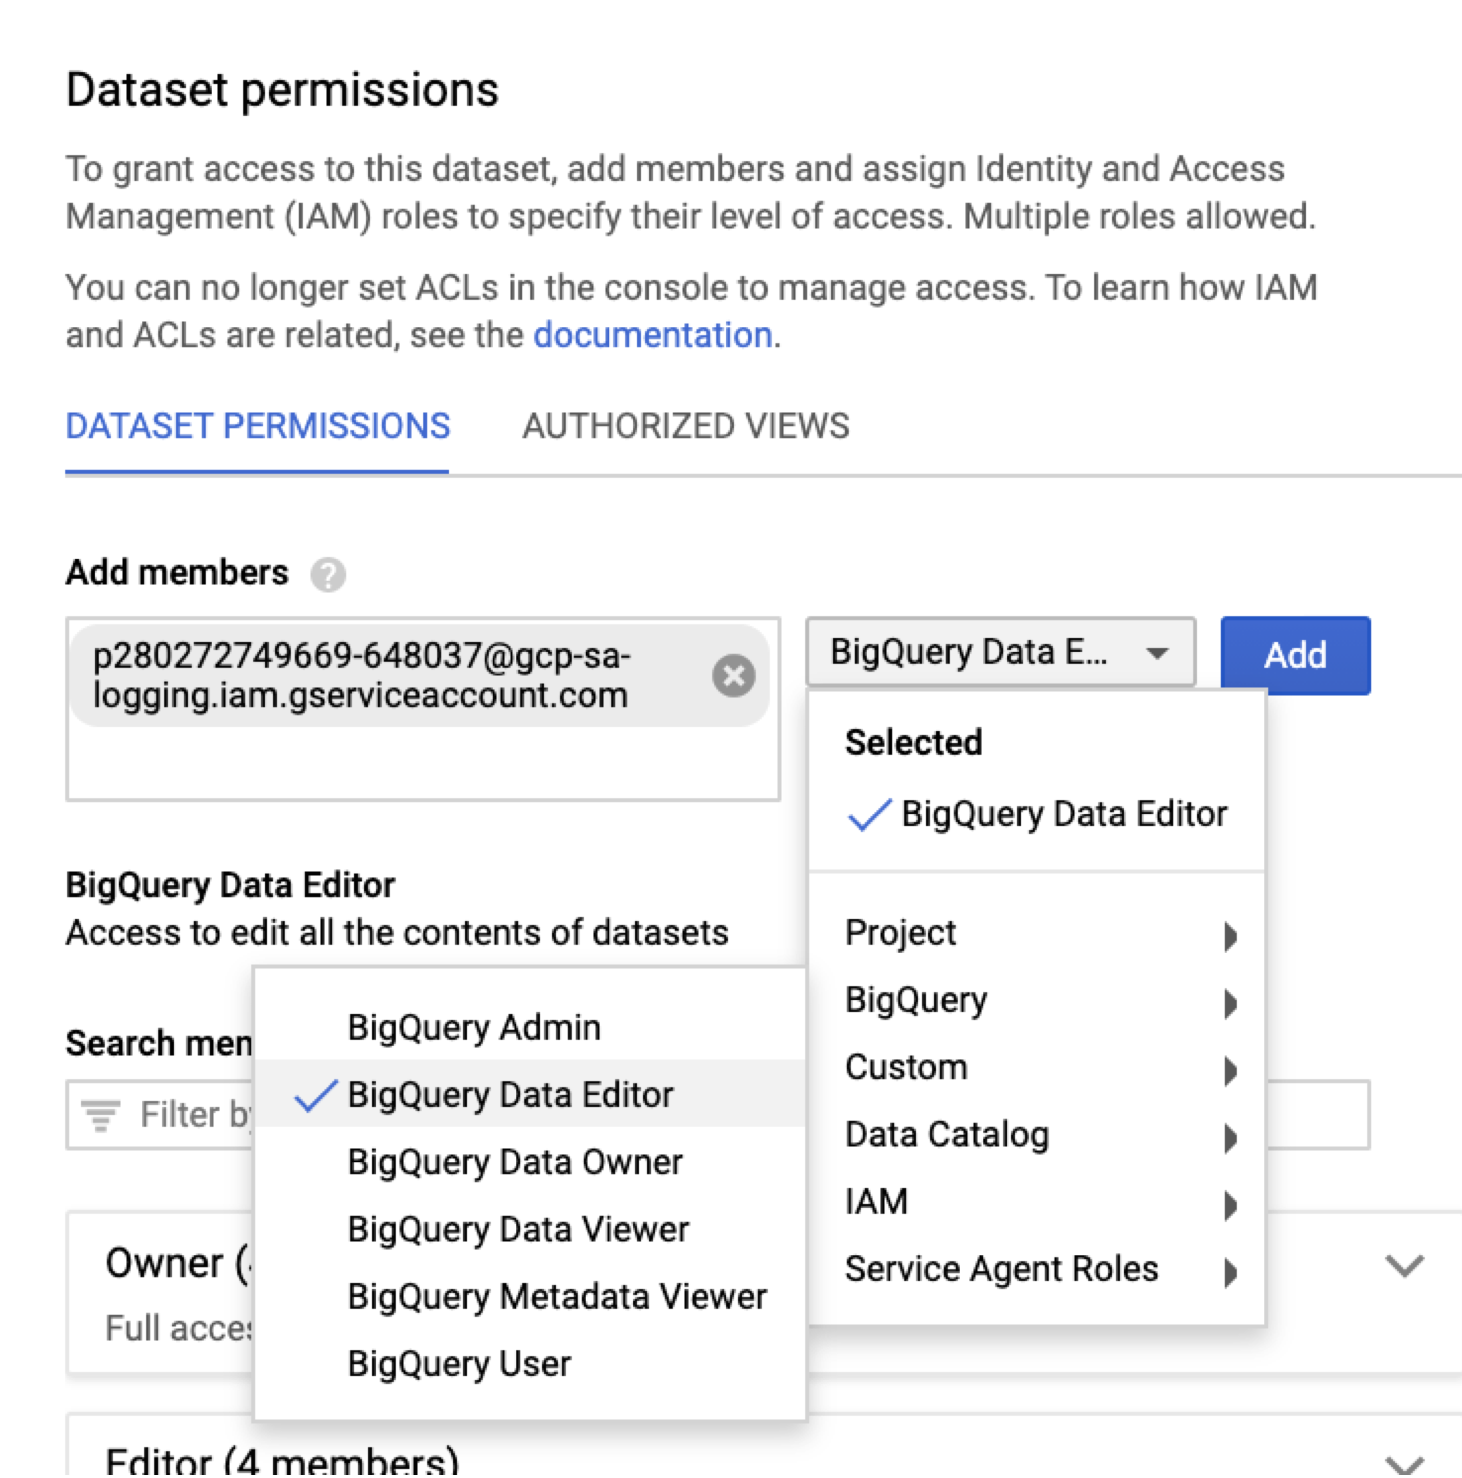 Dataset permissions
To grant access to this dataset, add members and assign Identity and Access
Management (IAM) roles to specify their level of access. Multiple roles allowed.
You can no longer set ACLs in the console to manage access. To learn how IAM
and ACLs are related, see the documentation.
DATASET PERMISSIONS AUTHORIZED VIEWS
Add members ?
p280272749669-648037@gcp-sa-
logging.iam.gserviceaccount.com
BigQuery Data E... Add
Selected
BigQuery Data Editor
BigQuery Data Editor
Access to edit all the contents of datasets
Project
BigQuery
Custom
Data Catalog
IAM
Service Agent Roles
Search
Filter
BigQuery Admin
BigQuery Data Editor
BigQuery Data Owner
BigQuery Data Viewer
BigQuery Metadata Viewer
BigQuery User
Owner
Full
Editor (4 members)